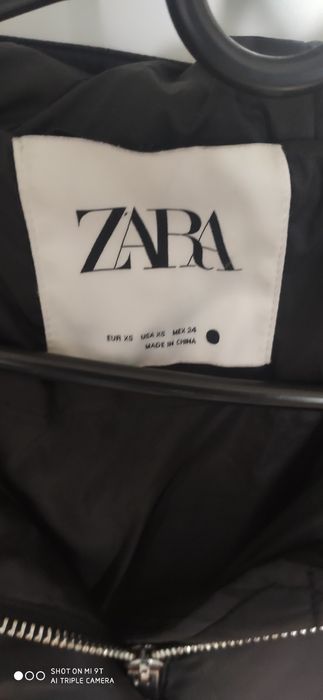 ZARA
EUR XS USA XS MEX 24
MADE IN CHINA
SHOT ON MI 9T
AI TRIPLE CAMERA